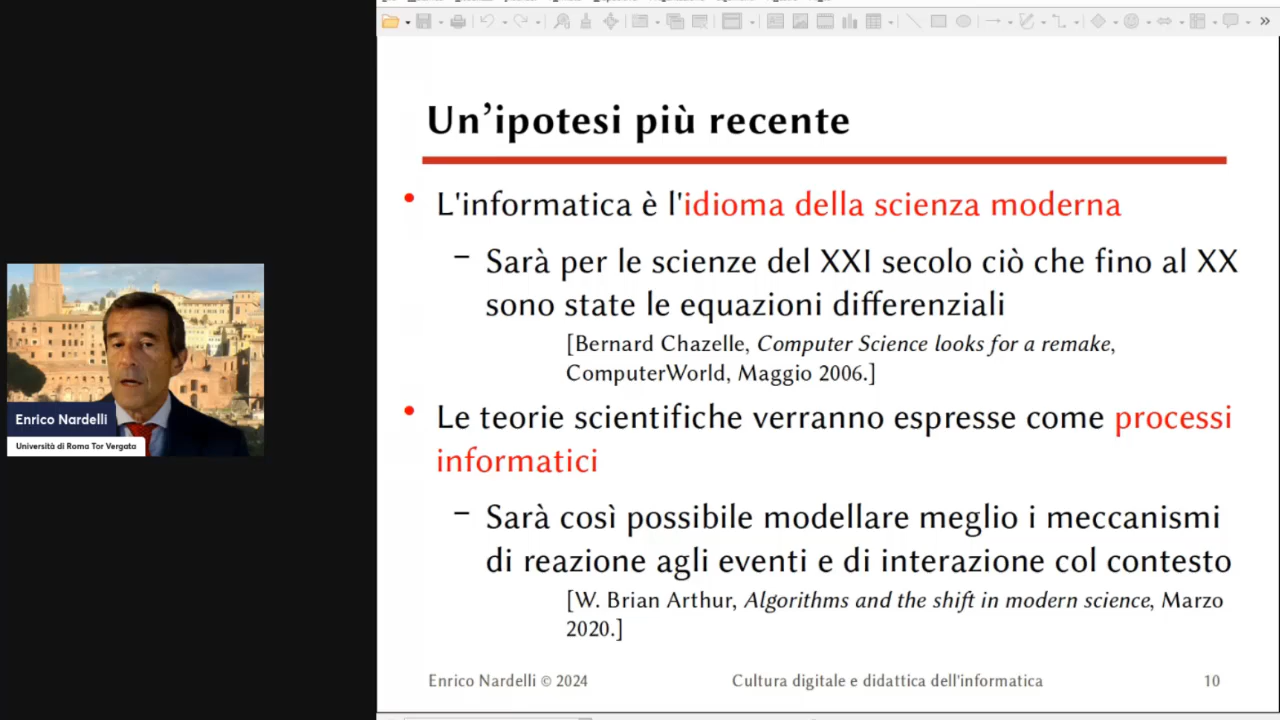 Un’ipotesi più recente
L'informatica è l'idioma della scienza moderna
Sarà per le scienze del XXI secolo ciò che fino al XX
sono state le equazioni differenziali
[Bernard Chazelle, Computer Science looks for a remake,
ComputerWorld, Maggio 2006.]
Le teorie scientifiche verranno espresse come processi
informatici
Sarà così possibile modellare meglio i meccanismi
di reazione agli eventi e di interazione col contesto
[W. Brian Arthur, Algorithms and the shift in modern science, Marzo
2020.]
Enrico Nardelli © 2024 Cultura digitale e didattica dell'informatica 10
Enrico Nardelli
Università di Roma Tor Vergata